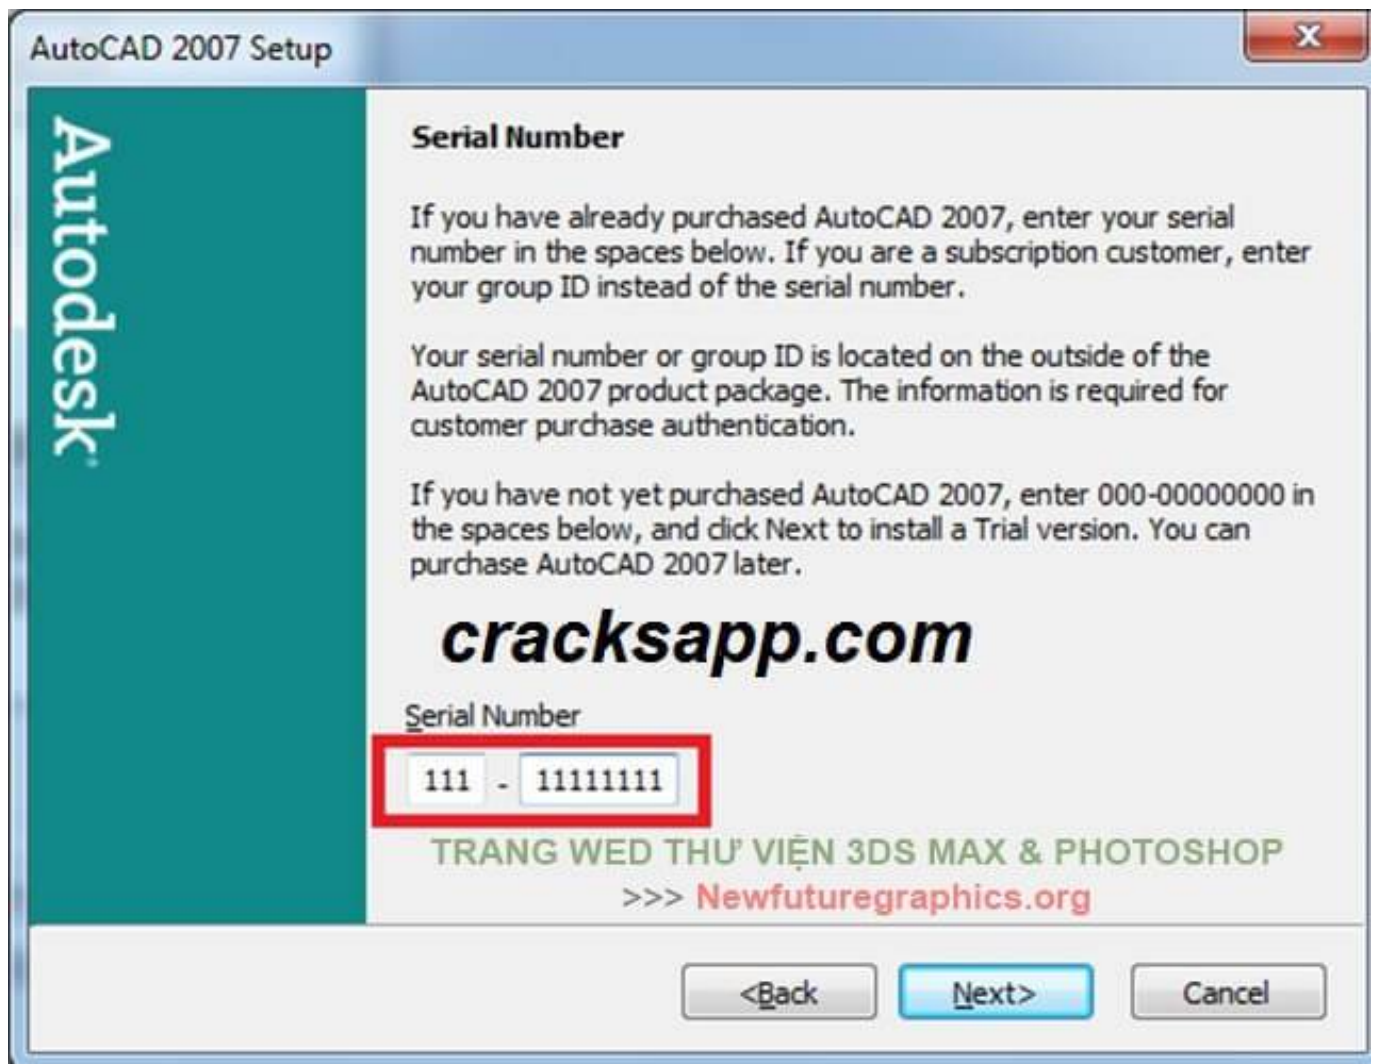 AutoCAD 2007 Setup
x
Autodesk
Serial Number
If you have already purchased AutoCAD 2007, enter your serial
number in the spaces below. If you are a subscription customer, enter
your group ID instead of the serial number.
Your serial number or group ID is located on the outside of the
AutoCAD 2007 product package. The information is required for
customer purchase authentication.
If you have not yet purchased AutoCAD 2007, enter 000-00000000 in
the spaces below, and click Next to install a Trial version. You can
purchase AutoCAD 2007 later.
cracksapp.com
Serial Number
111 - 11111111
TRANG WED THƯ VIỆN 3DS MAX & PHOTOSHOP
>>> Newfuturegraphics.org
<Back Next> Cancel